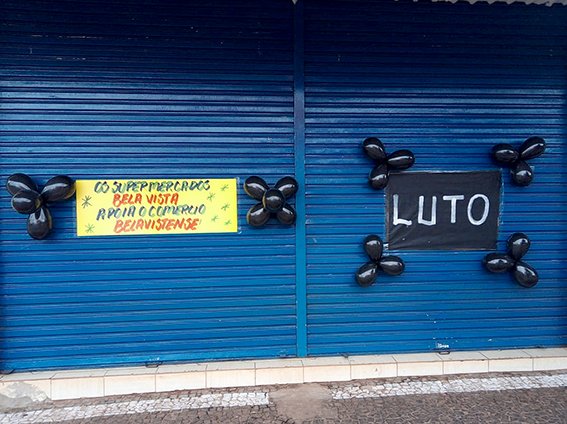 OS SUPERMERCADOS
BELA VISTA
APOIA O COMERCIO
BELAVISTENSE!
LUTO